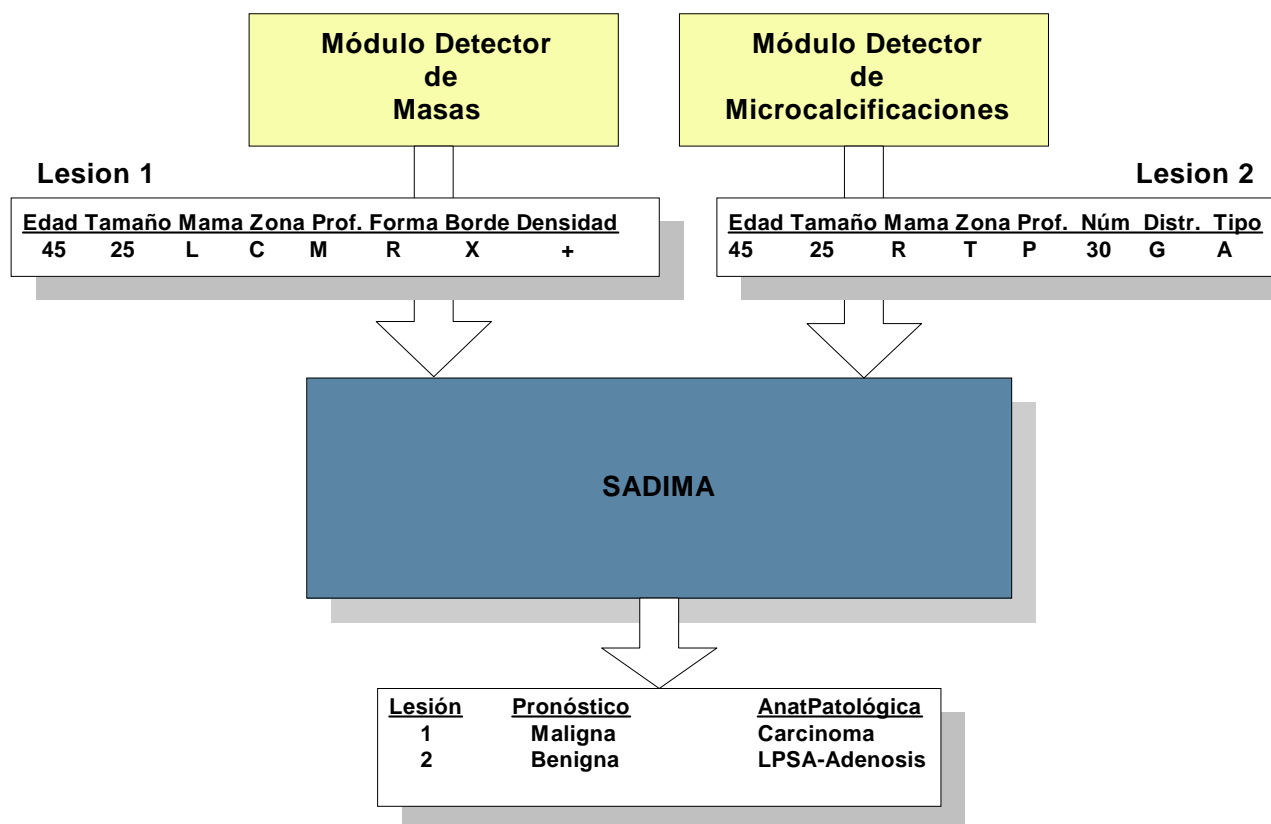 Módulo Detector
de
Masas
Módulo Detector
de
Microcalcificaciones
Lesion 1
Edad Tamaño Mama Zona Prof. Forma Borde Densidad
45 25 L C M R X +
Lesion 2
Edad Tamaño Mama Zona Prof. Núm Distr. Tipo
45 25 R T P 30 G A
SADIMA
Lesión Pronóstico AnatPatológica
1 Maligna Carcinoma
2 Benigna LPSA-Adenosis